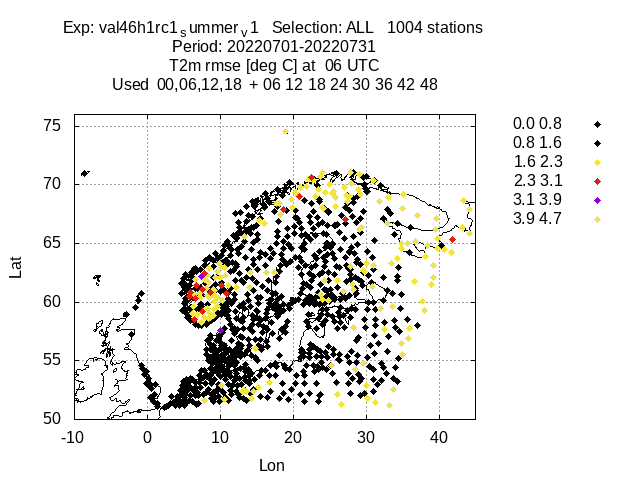 Exp: val46h1rc1ₛummerᵥ1 Selection: ALL 1004 stations
Period: 20220701-20220731
T2m rmse [deg C] at 06 UTC
Used 00,06,12,18 + 06 12 18 24 30 36 42 48
75
70
65
60
55
50
Lat
-10 0 10 20 30 40
Lon
0.0 0.8
0.8 1.6
1.6 2.3
2.3 3.1
3.1 3.9
3.9 4.7